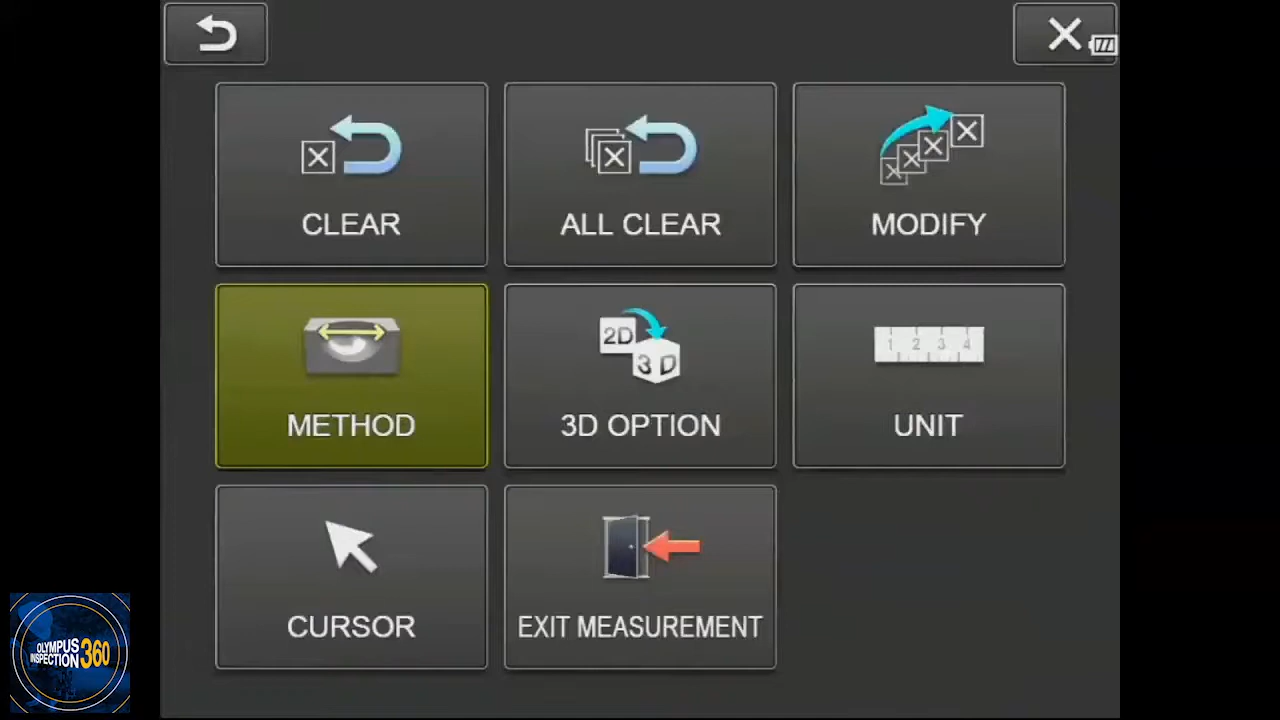 CLEAR
ALL CLEAR
MODIFY
METHOD
2D
3D
3D OPTION
1 2 3 4
UNIT
CURSOR
EXIT MEASUREMENT
OLYMPUS
INSPECTION 360